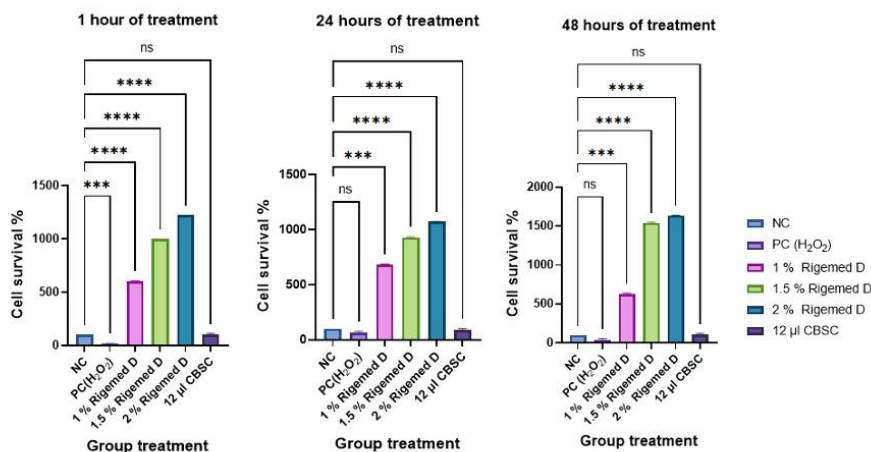 1 hour of treatment
ns
****
****
****
***
Cell survival %
1500
1000
500
0
NC
PC(H₂O₂)
1 % Rigemed D
1.5 % Rigemed D
2 % Rigemed D
12 µl CBSC
Group treatment
24 hours of treatment
ns
****
****
***
ns
Cell survival %
1500
1000
500
0
NC
PC(H₂O₂)
1 % Rigemed D
1.5 % Rigemed D
2 % Rigemed D
12 µl CBSC
Group treatment
48 hours of treatment
ns
****
****
***
ns
Cell survival %
2000
1500
1000
500
0
NC
PC(H₂O₂)
1 % Rigemed D
1.5 % Rigemed D
2 % Rigemed D
12 µl CBSC
Group treatment
NC
PC (H₂O₂)
1 % Rigemed D
1.5 % Rigemed D
2 % Rigemed D
12 µl CBSC